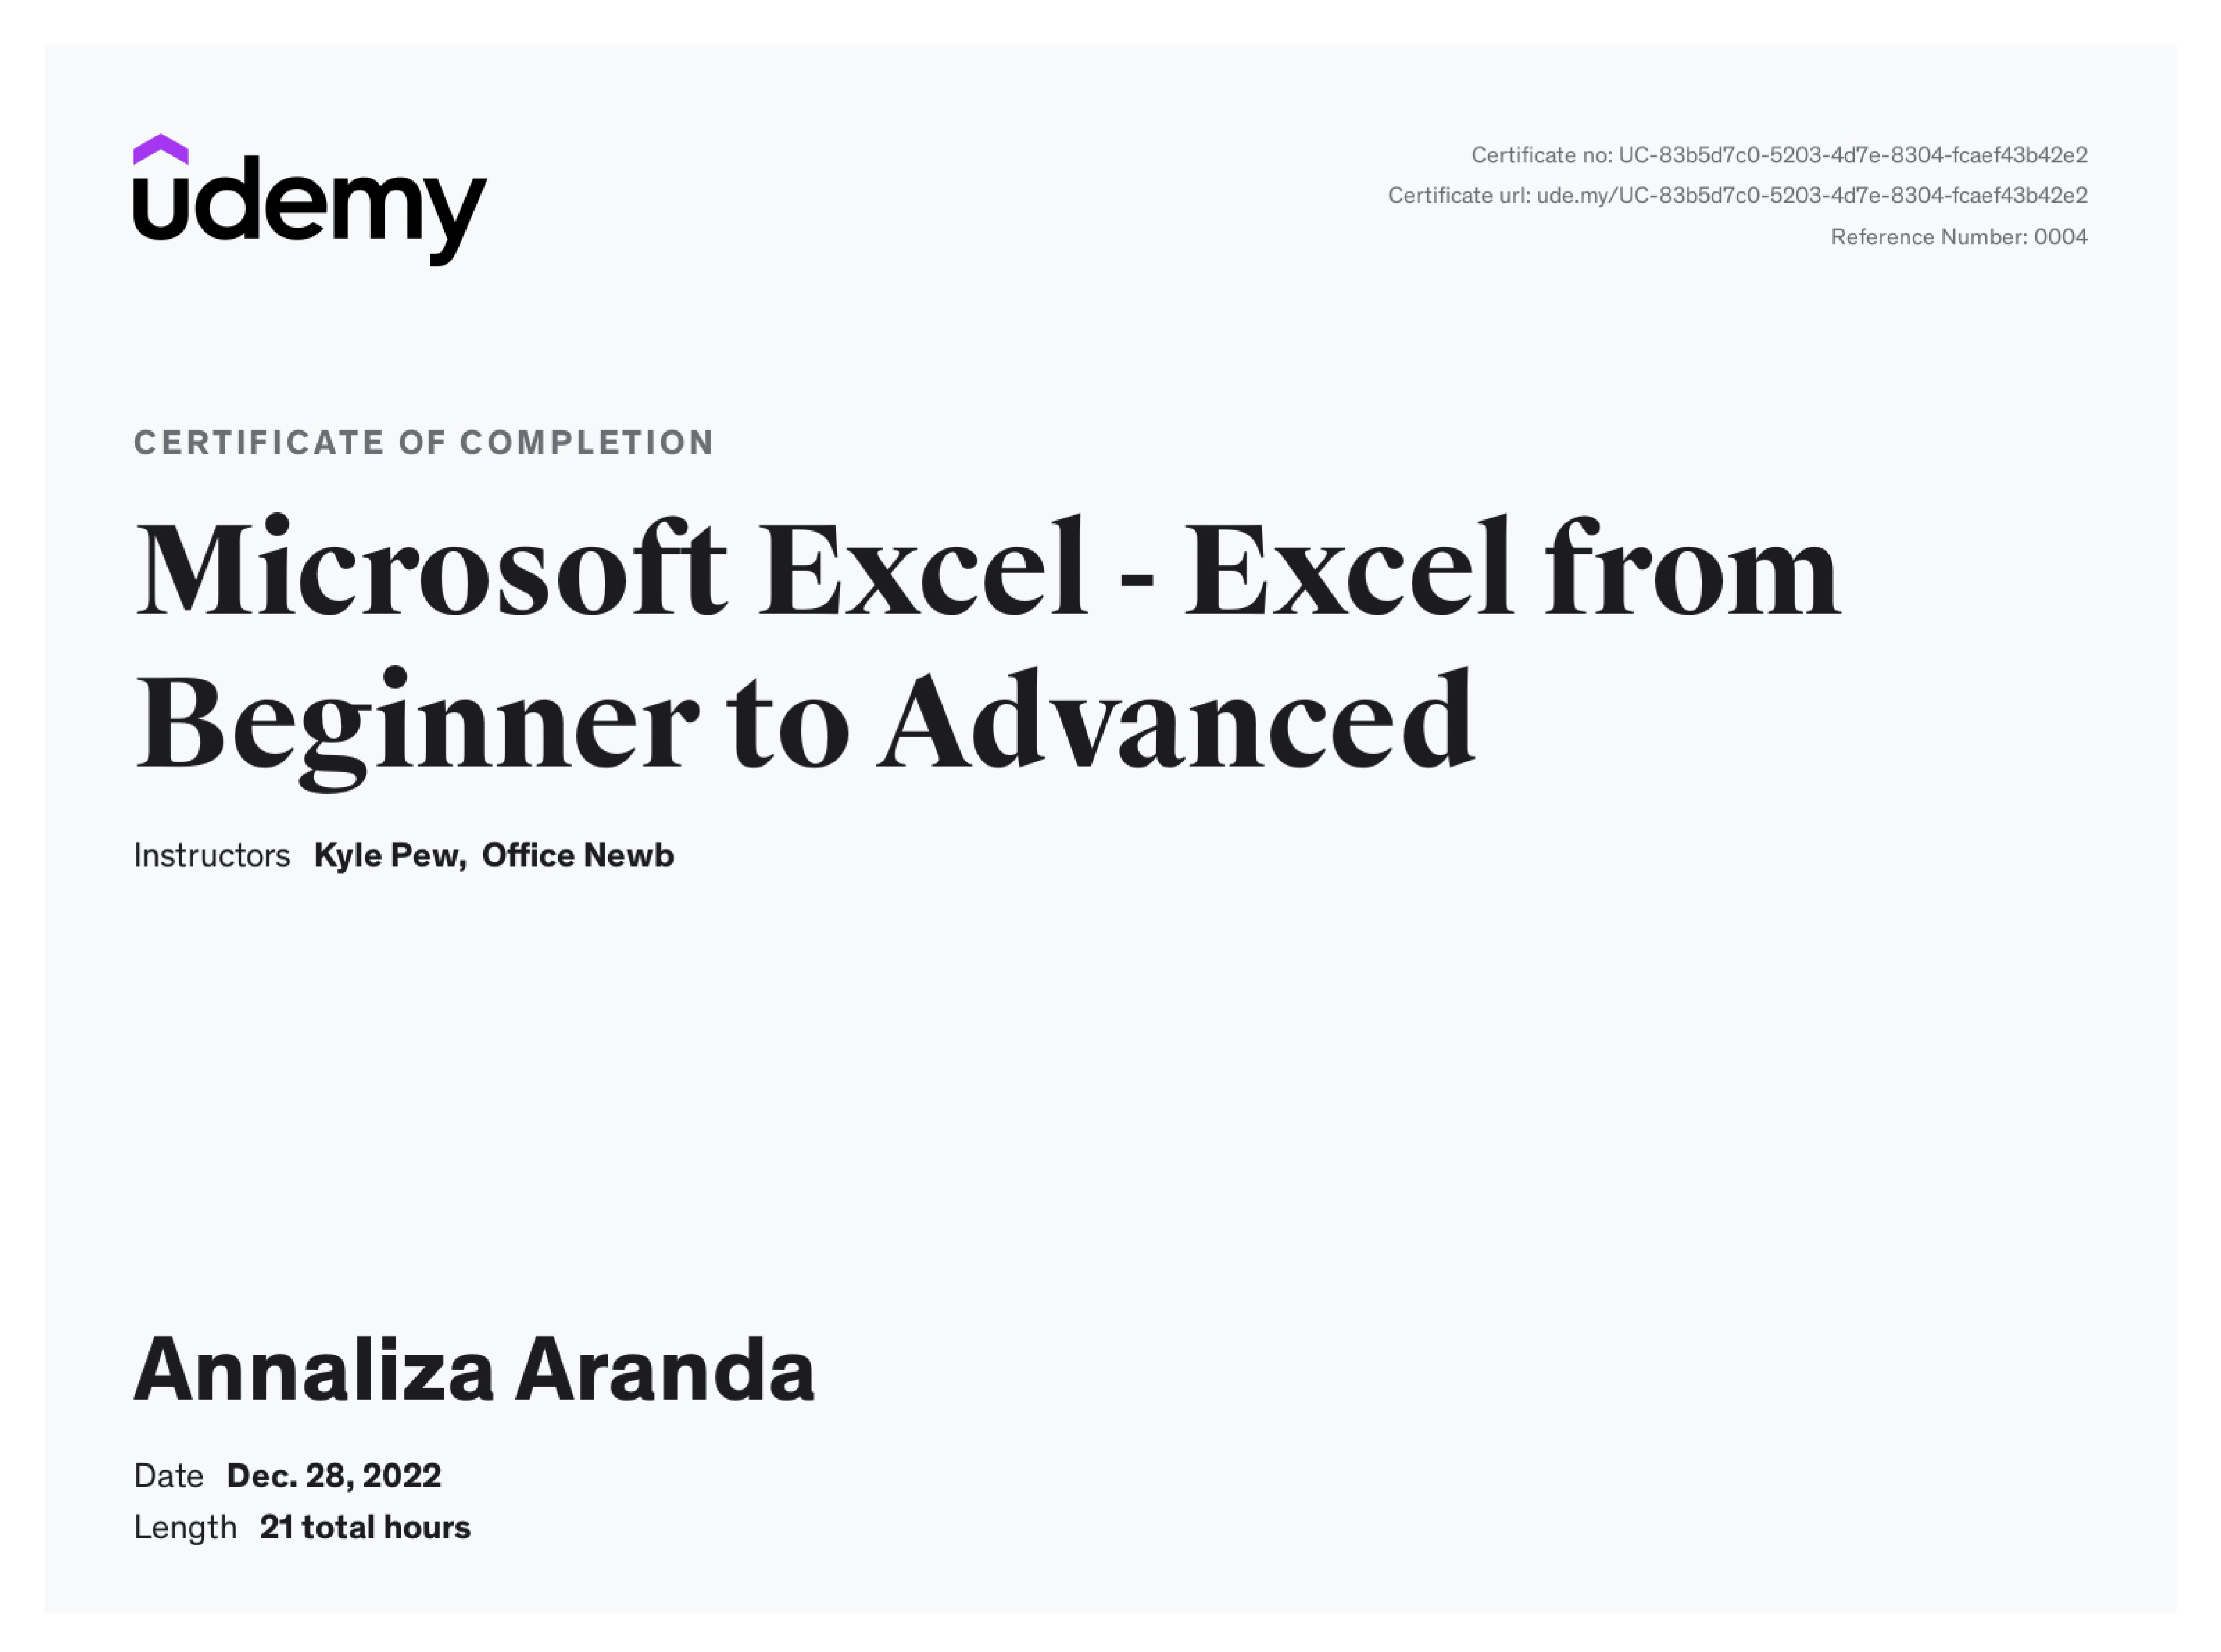 udemy
Certificate no: UC-83b5d7c0-5203-4d7e-8304-fcaef43b42e2
Certificate url: ude.my/UC-83b5d7c0-5203-4d7e-8304-fcaef43b42e2
Reference Number: 0004
CERTIFICATE OF COMPLETION
Microsoft Excel - Excel from
Beginner to Advanced
Instructors Kyle Pew, Office Newb
Annaliza Aranda
Date Dec. 28, 2022
Length 21 total hours